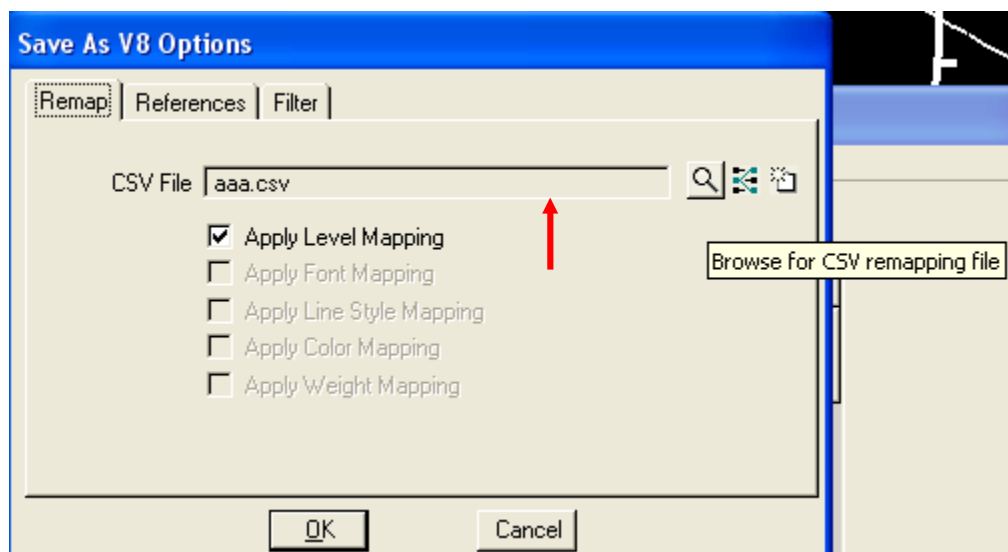 Save As V8 Options
Remap References Filter
CSV File aaa.csv
Apply Level Mapping
Browse for CSV remapping file
Apply Font Mapping
Apply Line Style Mapping
Apply Color Mapping
Apply Weight Mapping
OK Cancel